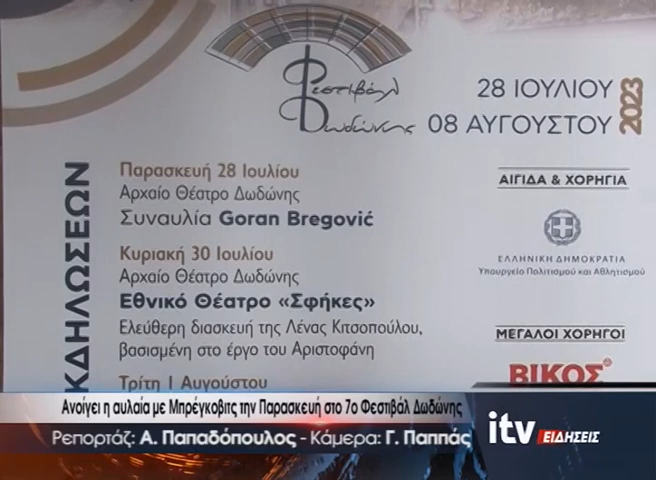 Φεστιβάλ
Δωδώνης
28 ΙΟΥΛΙΟΥ
08 ΑΥΓΟΥΣΤΟΥ
2023
ΚΔΗΛΩΣΕΩΝ
Παρασκευή 28 Ιουλίου
Αρχαίο Θέατρο Δωδώνης
Συναυλία Goran Bregović
Κυριακή 30 Ιουλίου
Αρχαίο Θέατρο Δωδώνης
Εθνικό Θέατρο «Σφήκες»
Ελεύθερη διασκευή της Λένας Κιτσοπούλου,
βασισμένη στο έργο του Αριστοφάνη
Τρίτη 1 Αυγούστου
ΑΙΓΙΔΑ & ΧΟΡΗΓΙΑ
ΕΛΛΗΝΙΚΗ ΔΗΜΟΚΡΑΤΙΑ
Υπουργείο Πολιτισμού και Αθλητισμού
ΜΕΓΑΛΟΙ ΧΟΡΗΓΟΙ
ΒΙΚΟΣ
Ανοίγει η αυλαία με Μπρέγκοβιτς την Παρασκευή στο 7ο Φεστιβάλ Δωδώνης
Ρεπορτάζ: Α. Παπαδόπουλος - Κάμερα: Γ. Παππάς
itv ΕΙΔΗΣΕΙΣ